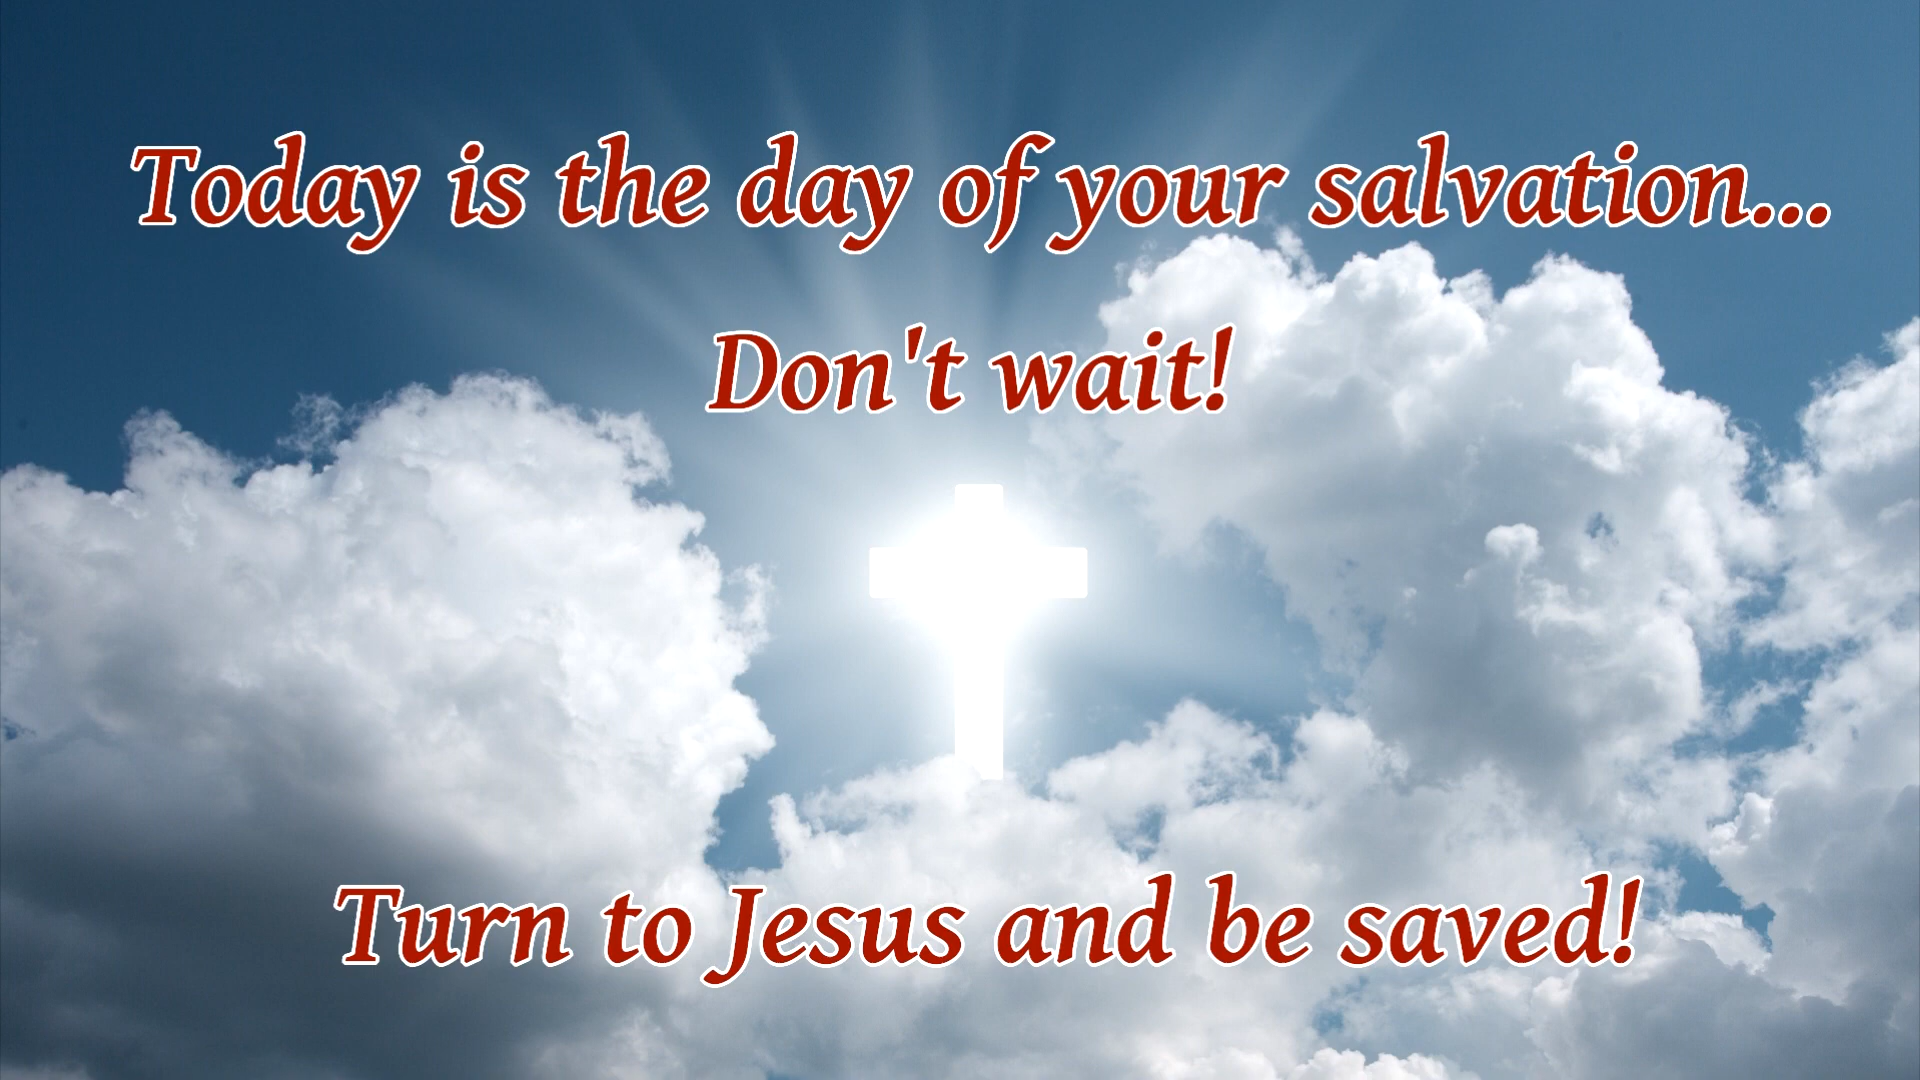 Today is the day of your salvation...
Don't wait!
Turn to Jesus and be saved!